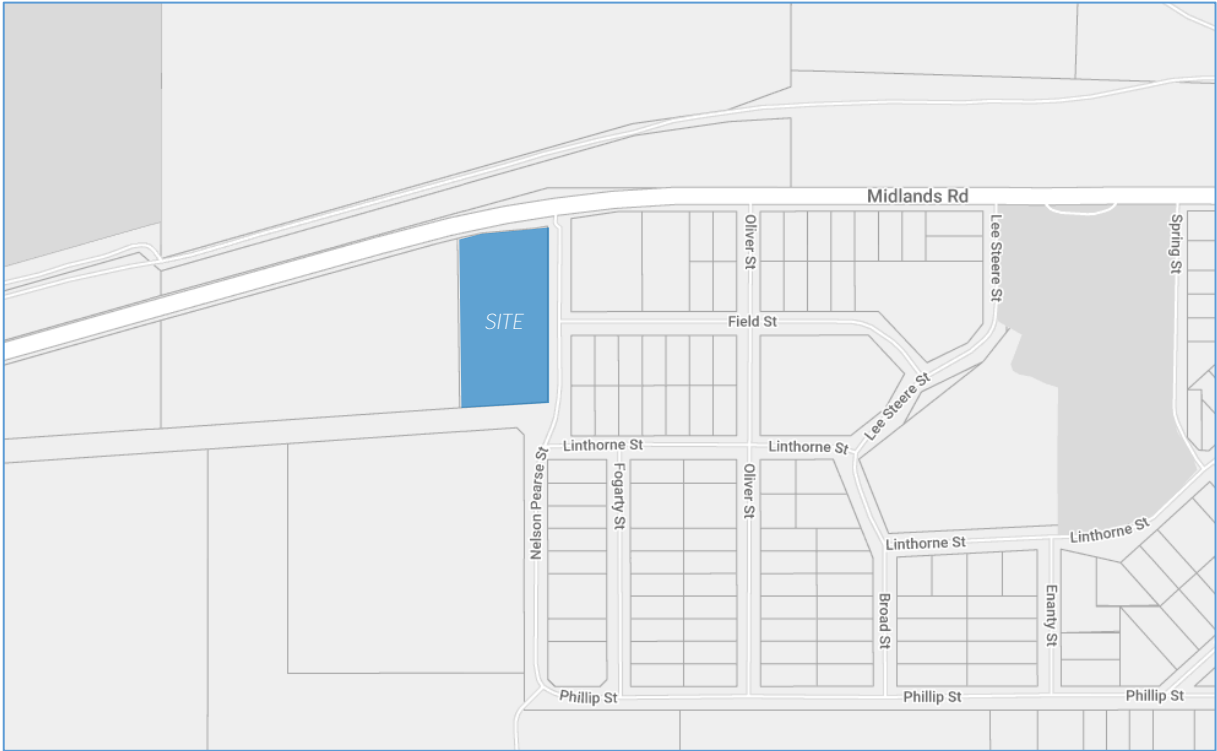 Midlands Rd
Oliver St
Lee Steere St
Spring St
SITE
Field St
Lee Steere St
Linthorne St
Linthorne St
Nelson Pearse St
Fogarty St
Oliver St
Linthorne St
Linthorne St
Broad St
Enanty St
Phillip St
Phillip St
Phillip St